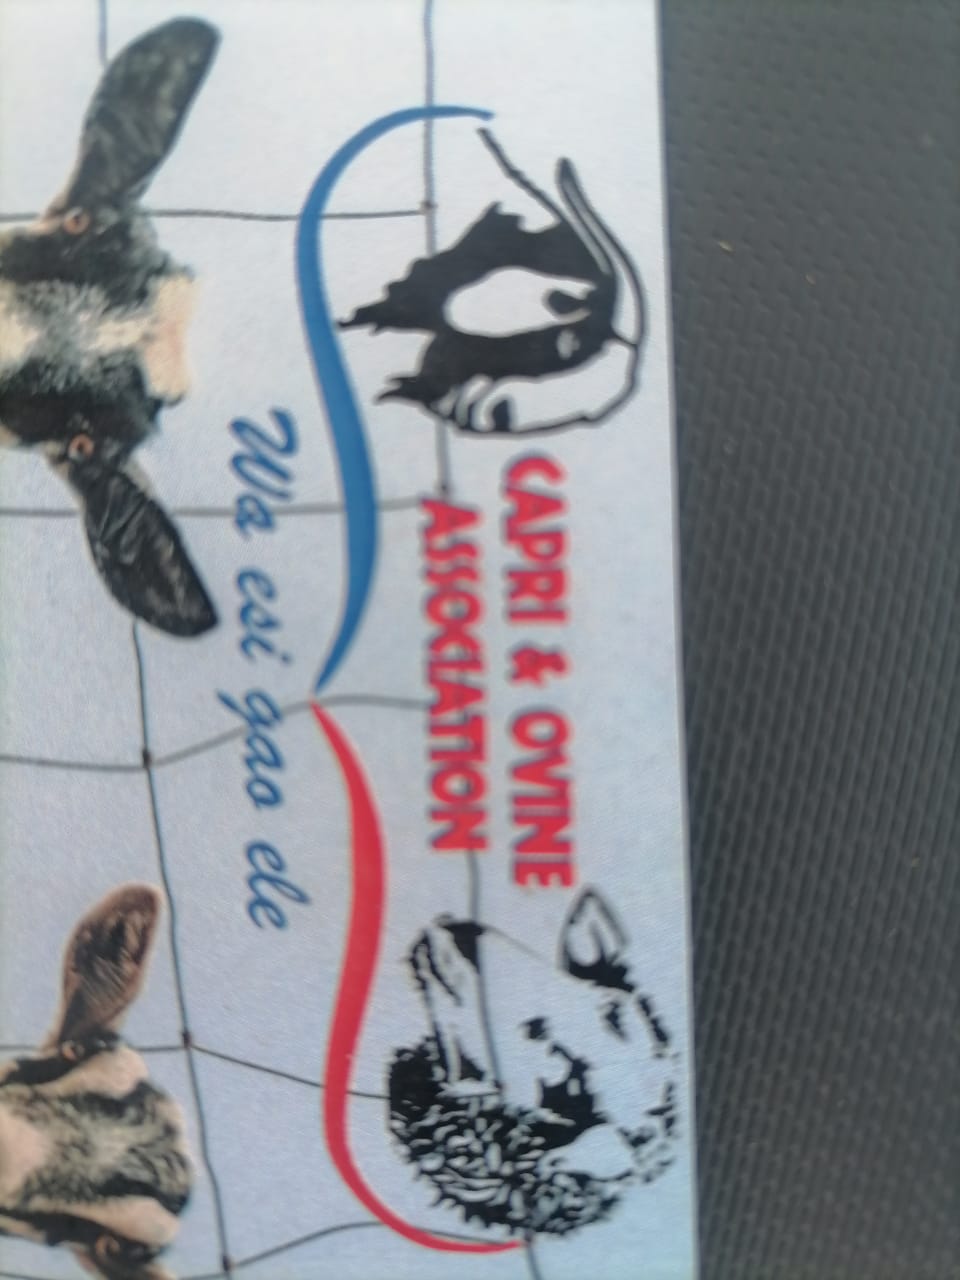 CAPRI & OVINE
ASSOCIATION
Wa esi gao ele